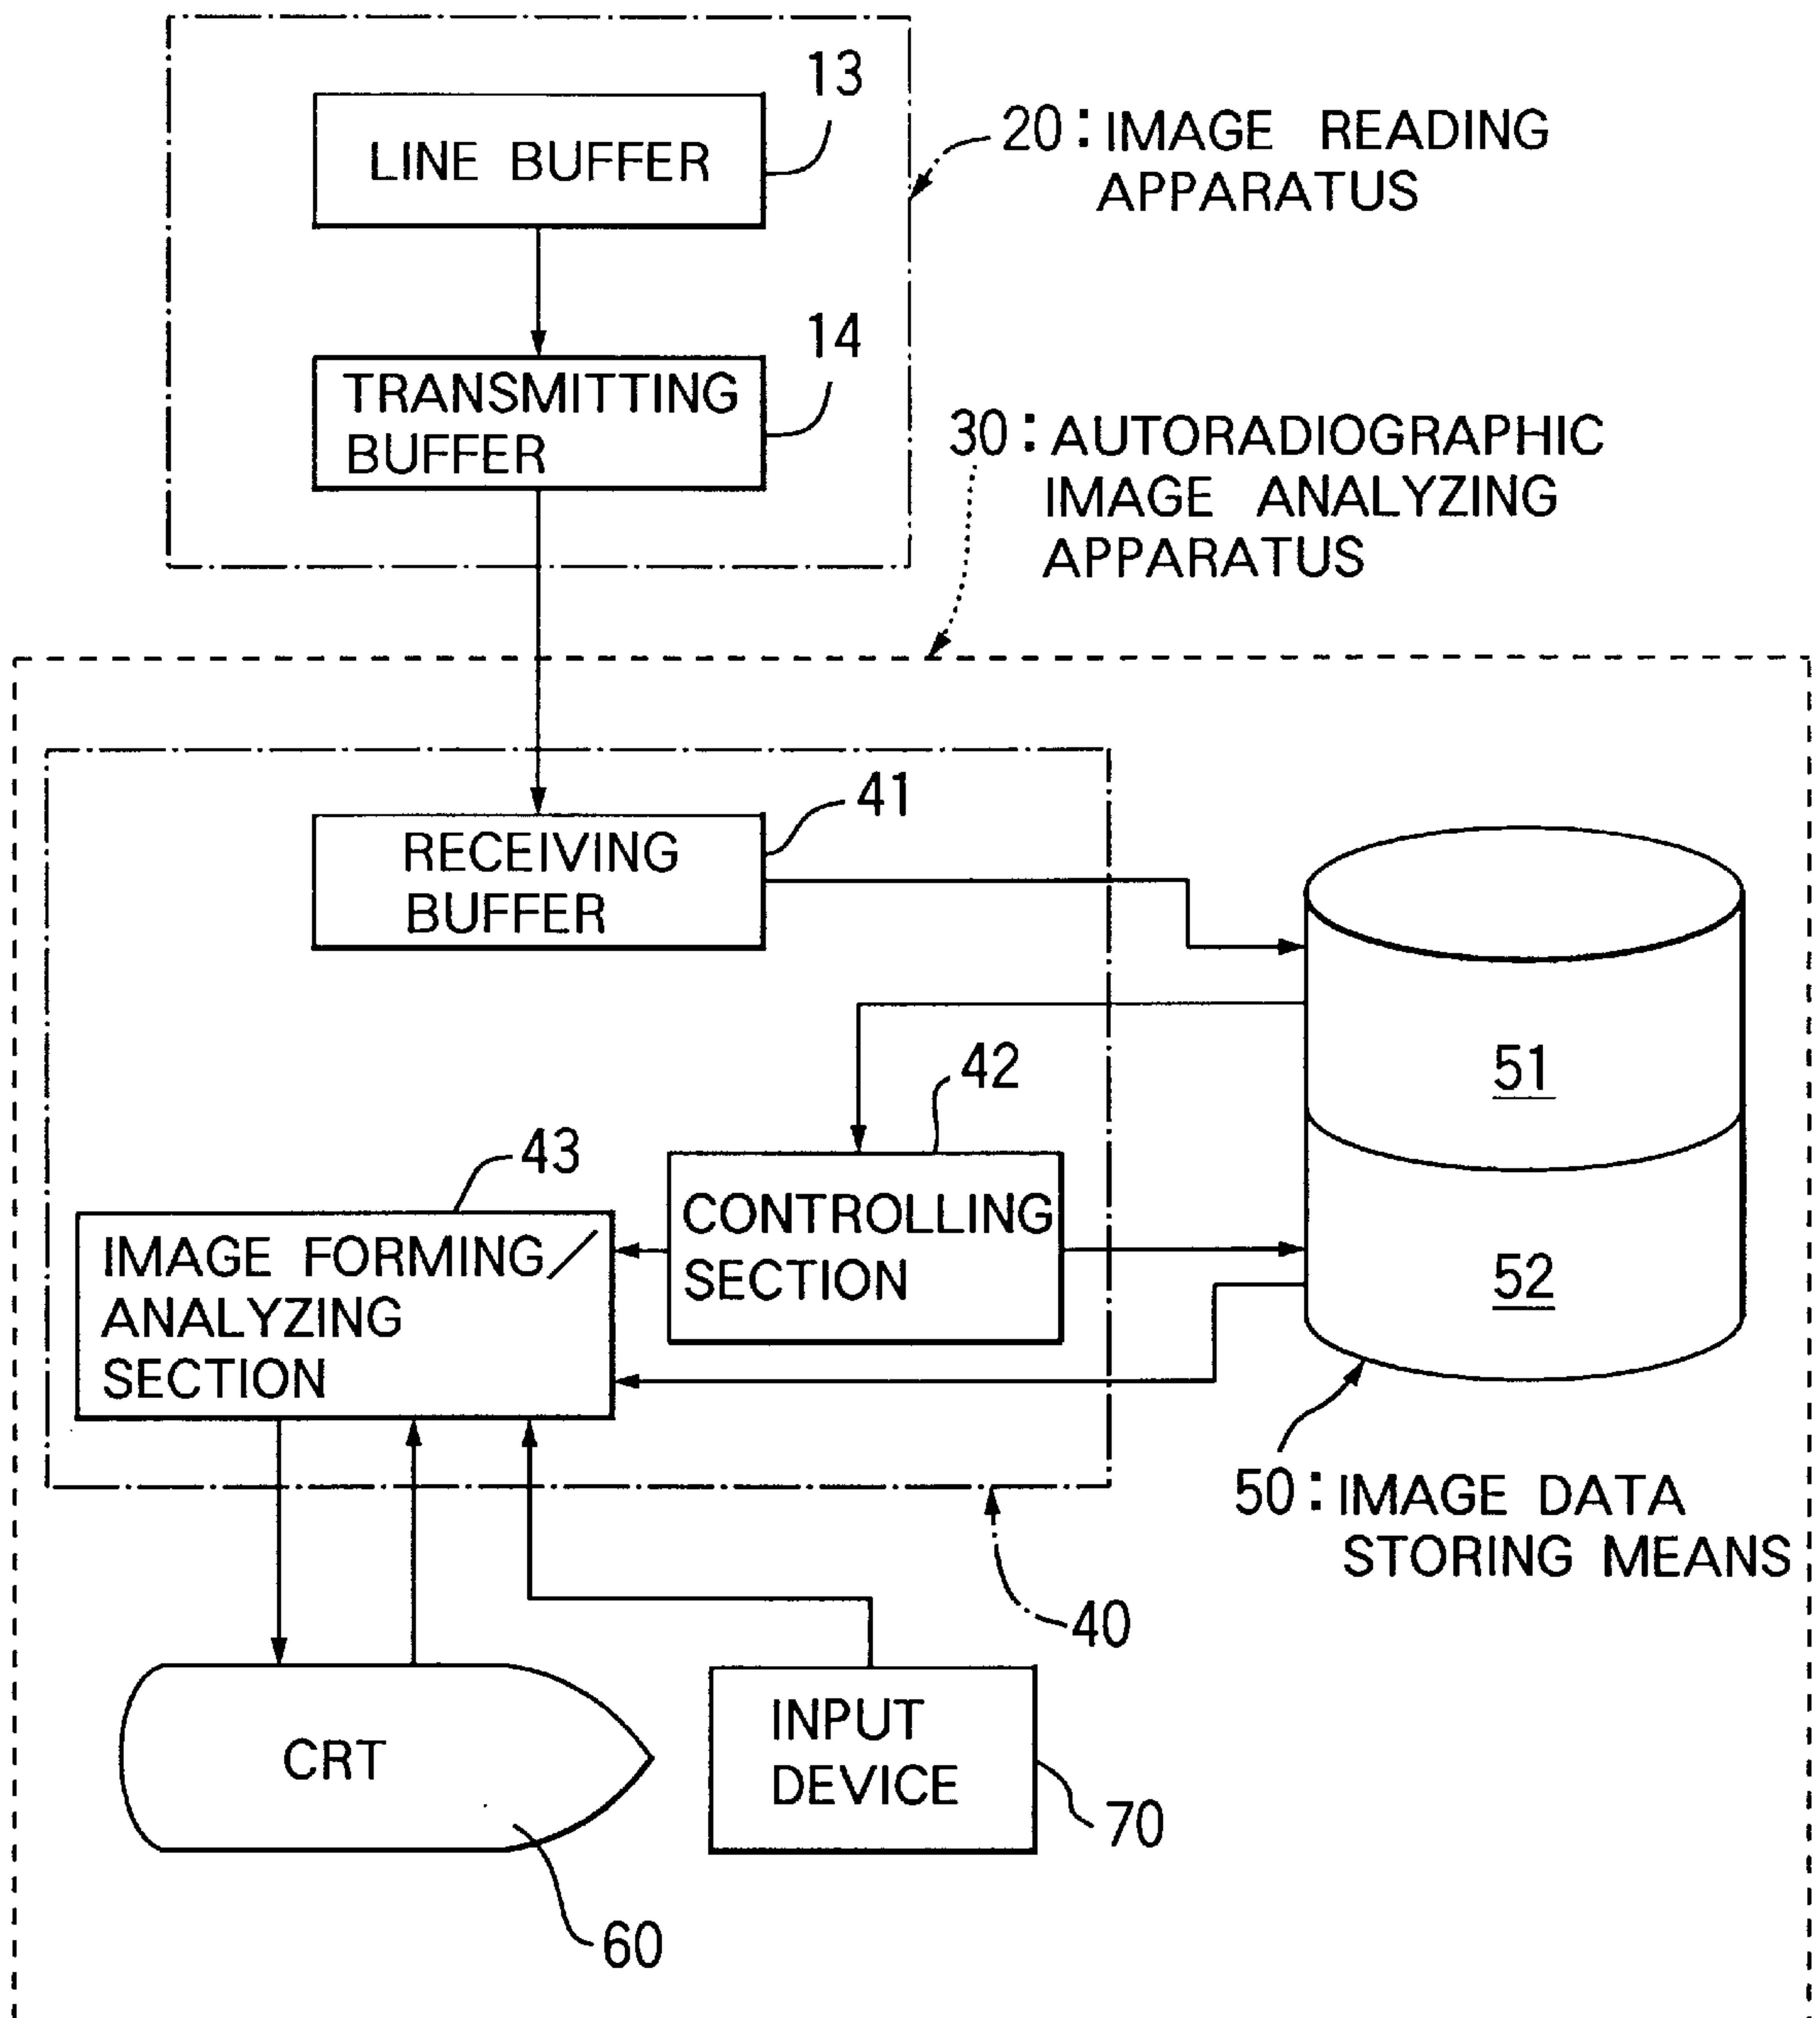 13
LINE BUFFER
20: IMAGE READING
APPARATUS
14
TRANSMITTING
BUFFER
30: AUTORADIOGRAPHIC
IMAGE ANALYZING
APPARATUS
41
RECEIVING
BUFFER
51
42
43
CONTROLLING
SECTION
IMAGE FORMING/
ANALYZING
SECTION
52
50: IMAGE DATA
STORING MEANS
40
CRT
INPUT
DEVICE
70
60